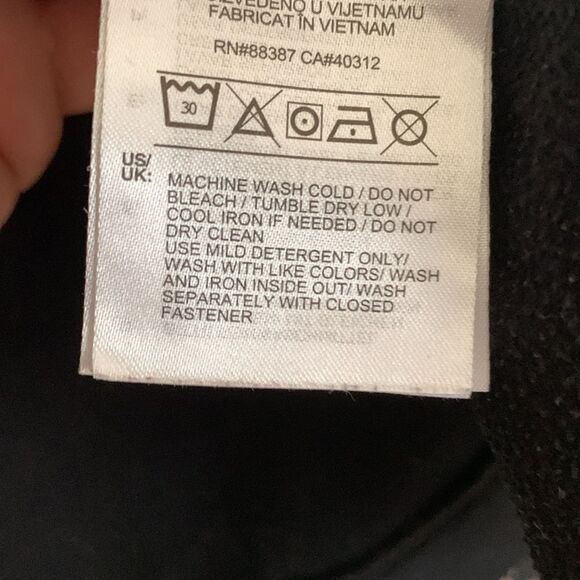 U VIJETNAMU
FABRICAT ÎN VIETNAM
RN#88387 CA#40312
30
US/
UK:
MACHINE WASH COLD / DO NOT
BLEACH / TUMBLE DRY LOW /
COOL IRON IF NEEDED / DO NOT
DRY CLEAN
USE MILD DETERGENT ONLY/
WASH WITH LIKE COLORS/ WASH
AND IRON INSIDE OUT/ WASH
SEPARATELY WITH CLOSED
FASTENER